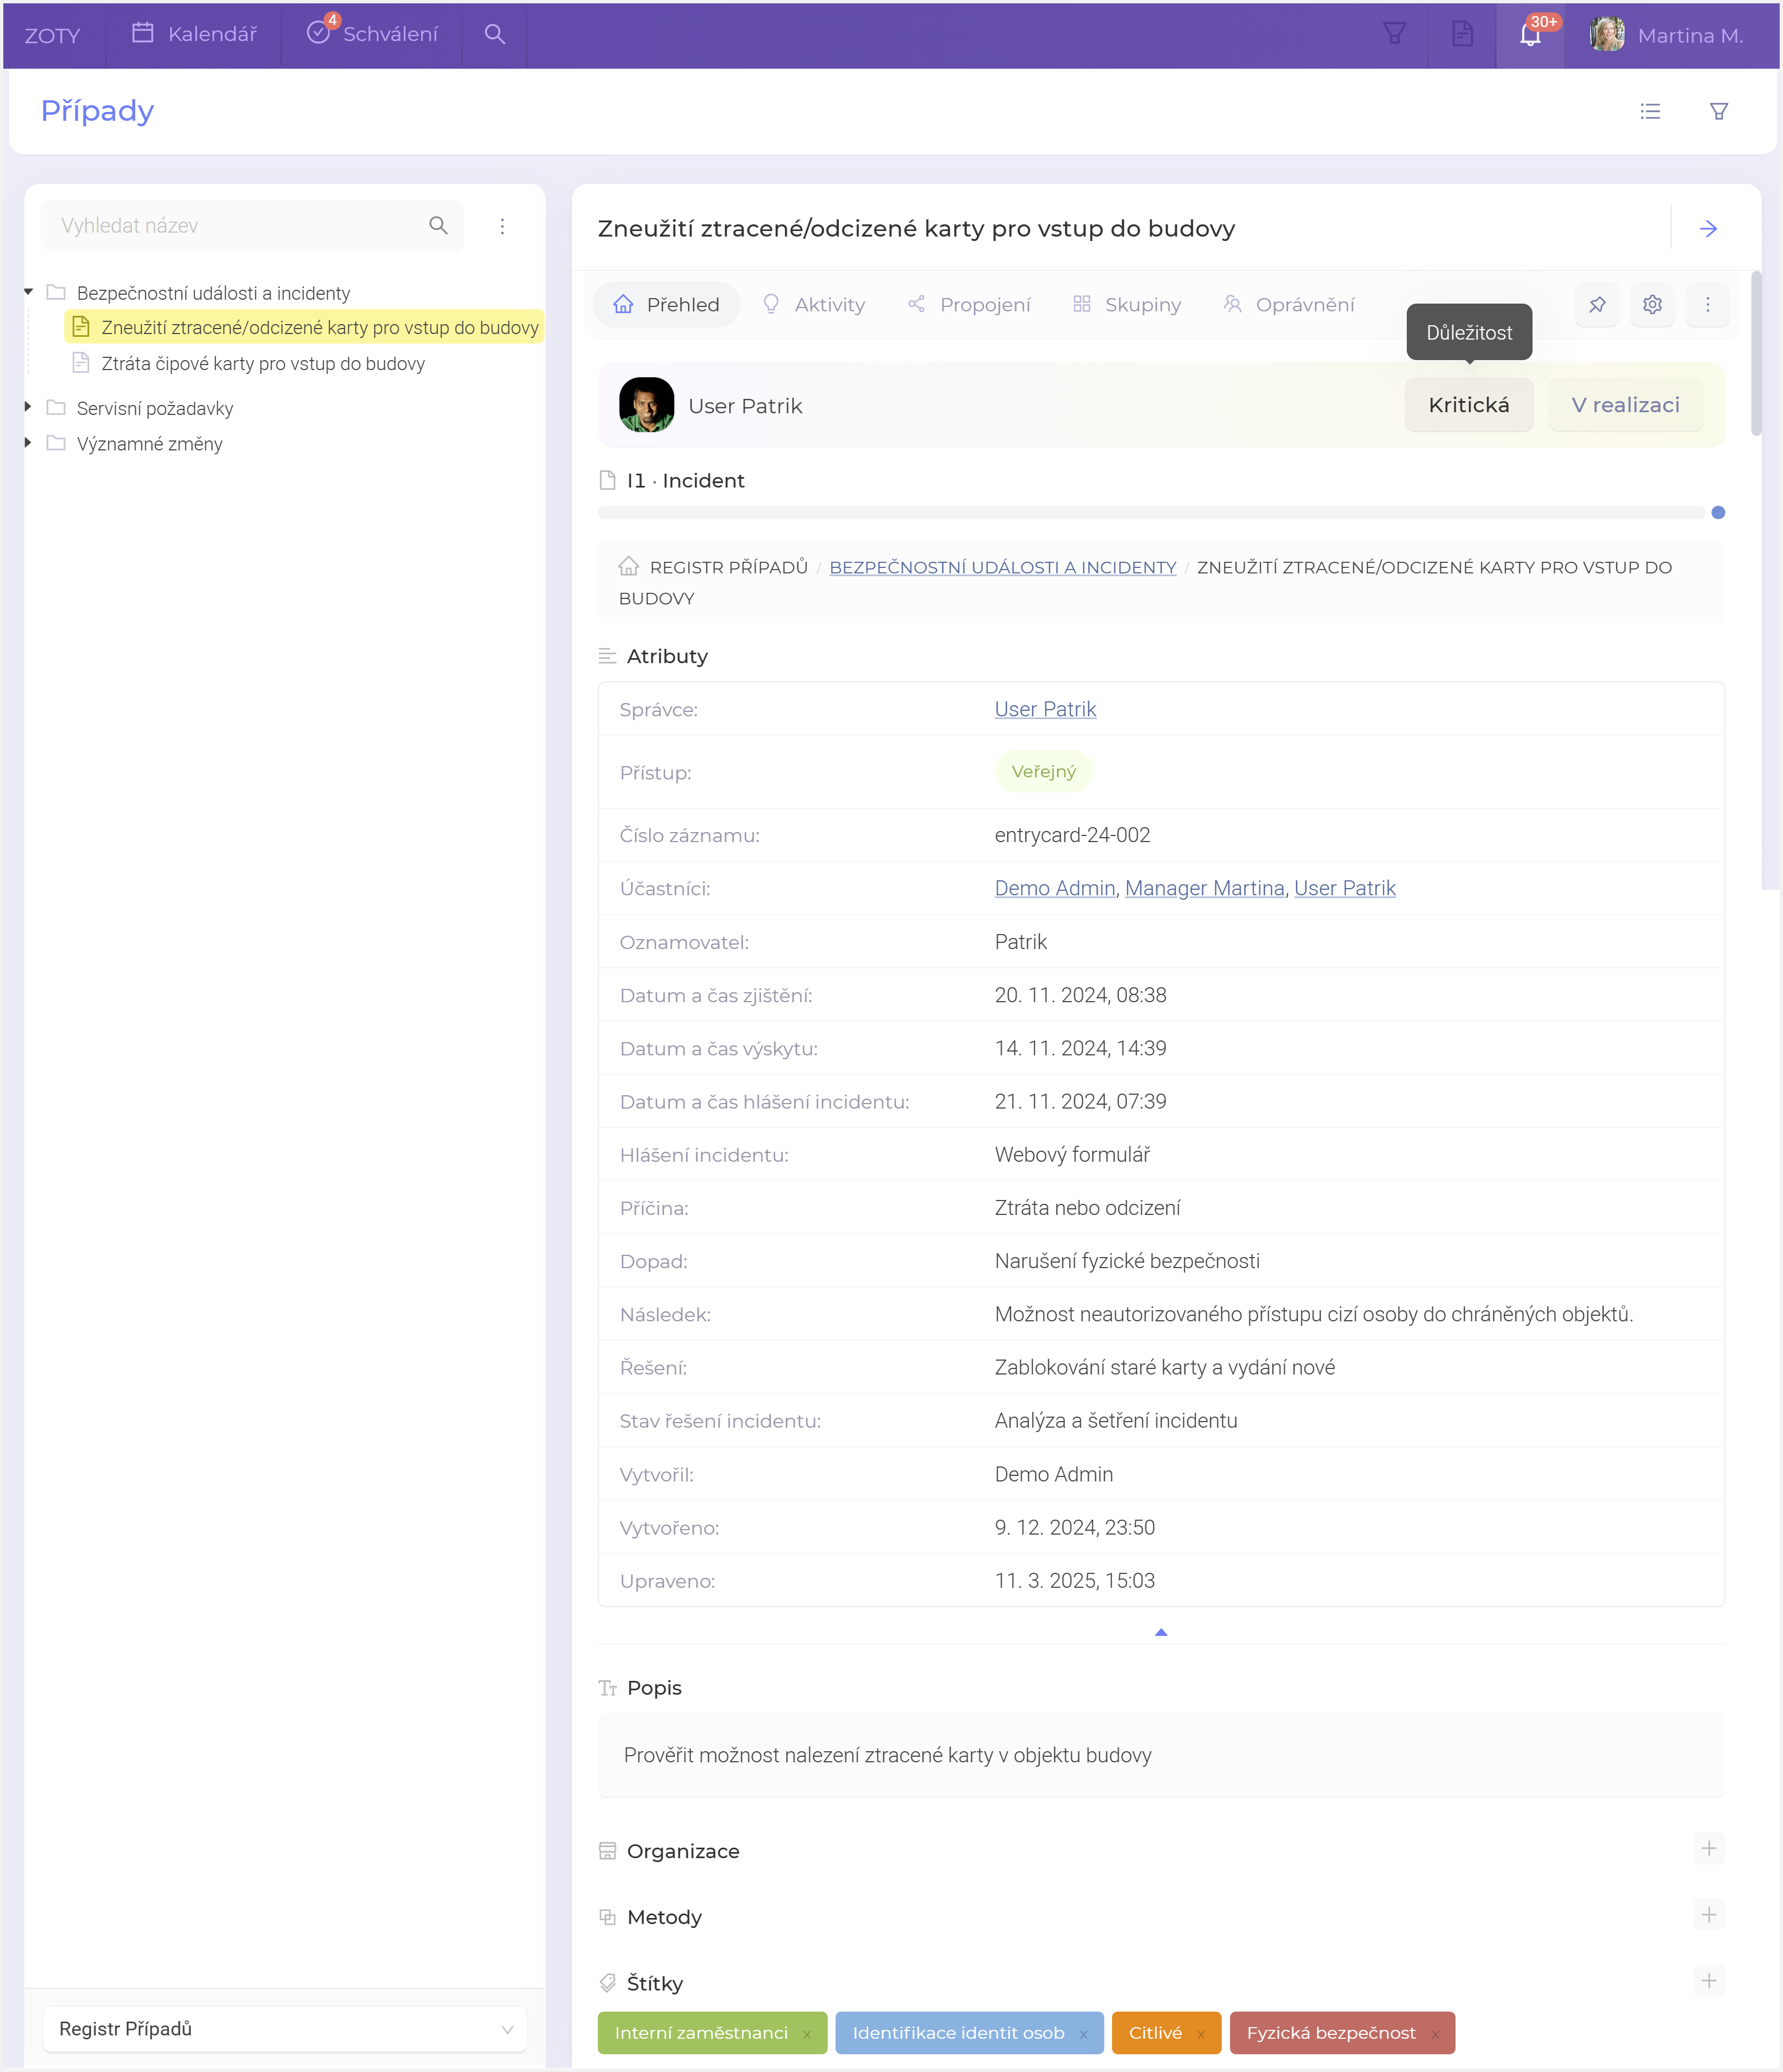 ZOTY
Kalendář
4
Schválení
30+
Martina M.
Případy
Vyhledat název
Bezpečnostní události a incidenty
Zneužití ztracené/odcizené karty pro vstup do budovy
Ztráta čipové karty pro vstup do budovy
Servisní požadavky
Významné změny
Registr Případů
Zneužití ztracené/odcizené karty pro vstup do budovy
Přehled
Aktivity
Propojení
Skupiny
Oprávnění
Důležitost
User Patrik
Kritická
V realizaci
I1 · Incident
REGISTR PŘÍPADŮ / BEZPEČNOSTNÍ UDÁLOSTI A INCIDENTY / ZNEUŽITÍ ZTRACENÉ/ODCIZENÉ KARTY PRO VSTUP DO
BUDOVY
Atributy
Správce: User Patrik
Přístup: Veřejný
Číslo záznamu: entrycard-24-002
Účastníci: Demo Admin, Manager Martina, User Patrik
Oznamovatel: Patrik
Datum a čas zjištění: 20. 11. 2024, 08:38
Datum a čas výskytu: 14. 11. 2024, 14:39
Datum a čas hlášení incidentu: 21. 11. 2024, 07:39
Hlášení incidentu: Webový formulář
Příčina: Ztráta nebo odcizení
Dopad: Narušení fyzické bezpečnosti
Následek: Možnost neautorizovaného přístupu cizí osoby do chráněných objektů.
Řešení: Zablokování staré karty a vydání nové
Stav řešení incidentu: Analýza a šetření incidentu
Vytvořil: Demo Admin
Vytvořeno: 9. 12. 2024, 23:50
Upraveno: 11. 3. 2025, 15:03
Popis
Prověřit možnost nalezení ztracené karty v objektu budovy
Organizace
Metody
Štítky
Interní zaměstnanci x Identifikace identit osob x Citlivé x Fyzická bezpečnost x